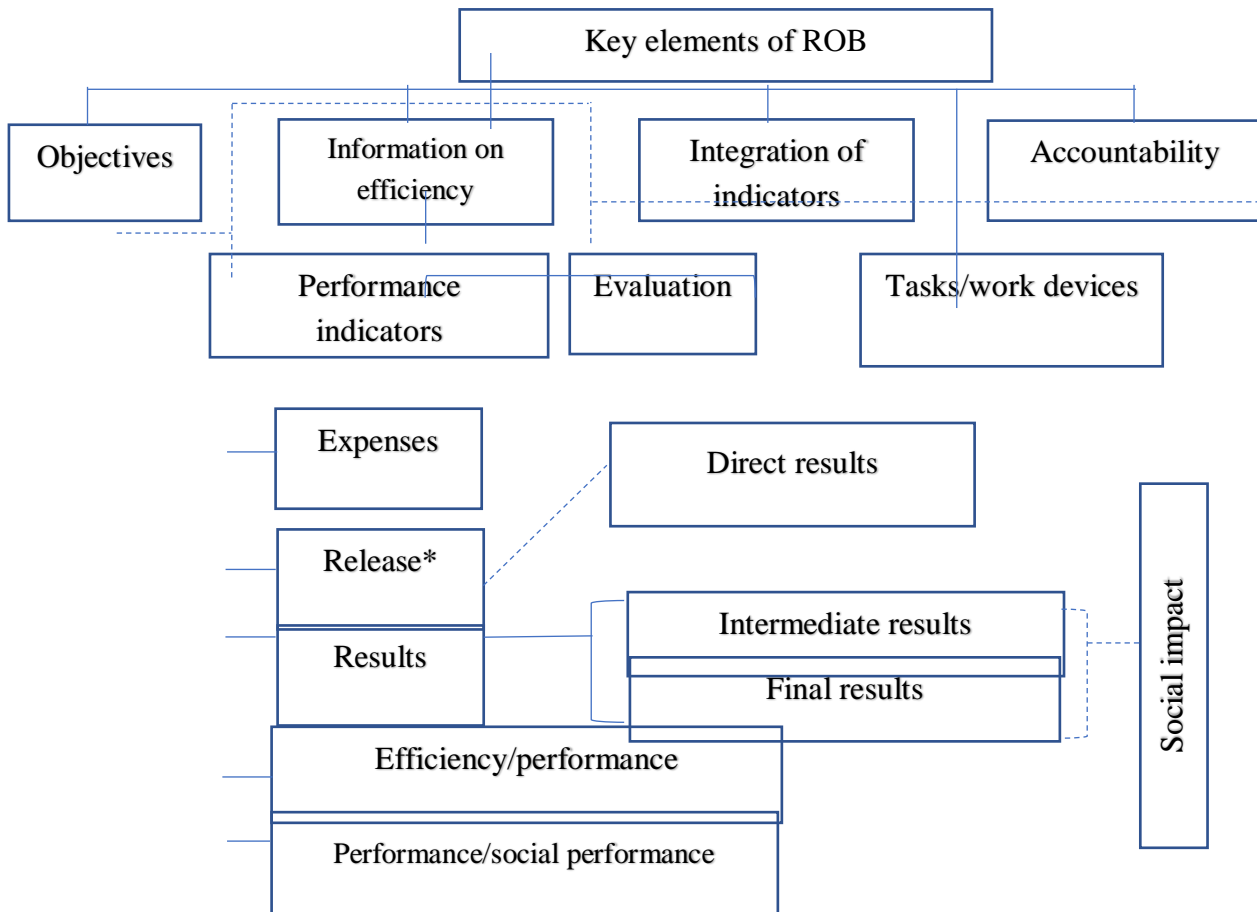 Key elements of ROB
Objectives
Information on
efficiency
Integration of
indicators
Accountability
Performance
indicators
Evaluation
Tasks/work devices
Expenses
Direct results
Release*
Intermediate results
Results
Final results
Social impact
Efficiency/performance
Performance/social performance